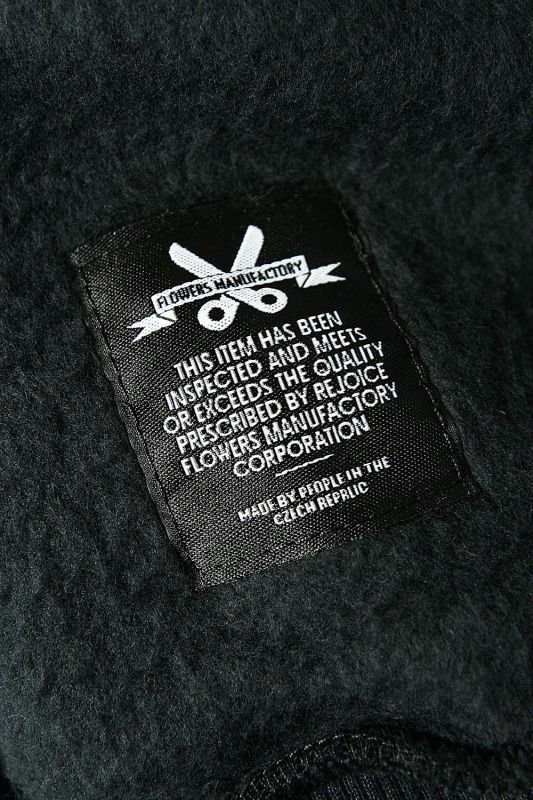 FLOWERS MANUFACTORY
THIS ITEM HAS BEEN
INSPECTED AND MEETS
OR EXCEEDS THE QUALITY
PRESCRIBED BY REJOICE
FLOWERS MANUFACTORY
CORPORATION
MADE BY PEOPLE IN THE
CZECH REPRLIC